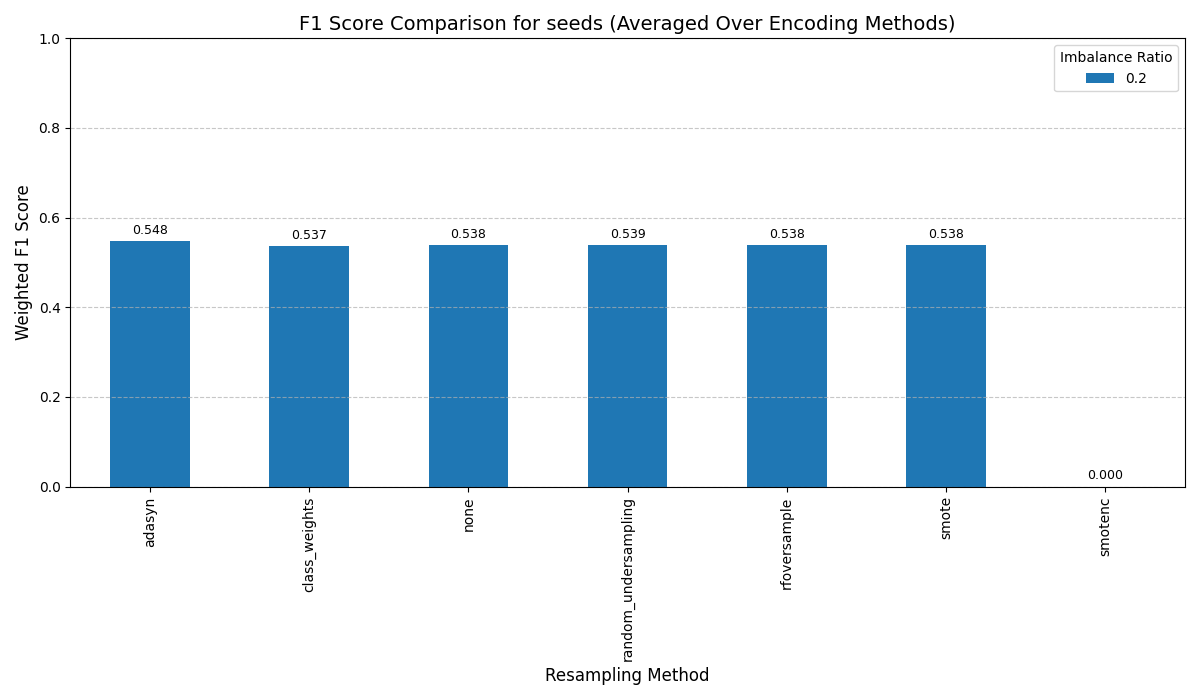 F1 Score Comparison for seeds (Averaged Over Encoding Methods)
Weighted F1 Score
1.0
0.8
0.6
0.4
0.2
0.0
Imbalance Ratio
0.2
0.548
0.537
0.538
0.539
0.538
0.538
0.000
adasyn
class_weights
none
random_undersampling
rfoversample
smote
smotenc
Resampling Method